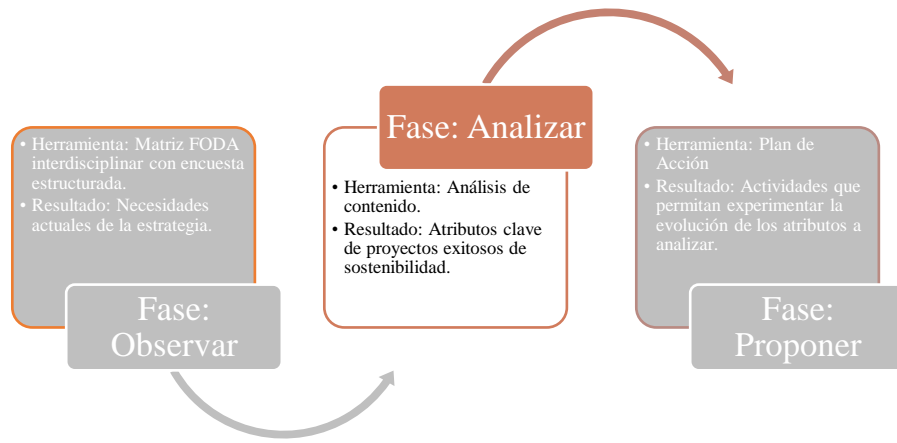 • Herramienta: Matriz FODA
interdisciplinar con encuesta
estructurada.
• Resultado: Necesidades
actuales de la estrategia.
Fase:
Observar
Fase: Analizar
• Herramienta: Análisis de
contenido.
• Resultado: Atributos clave
de proyectos exitosos de
sostenibilidad.
• Herramienta: Plan de
Acción
• Resultado: Actividades que
permitan experimentar la
evolución de los atributos a
analizar.
Fase:
Proponer